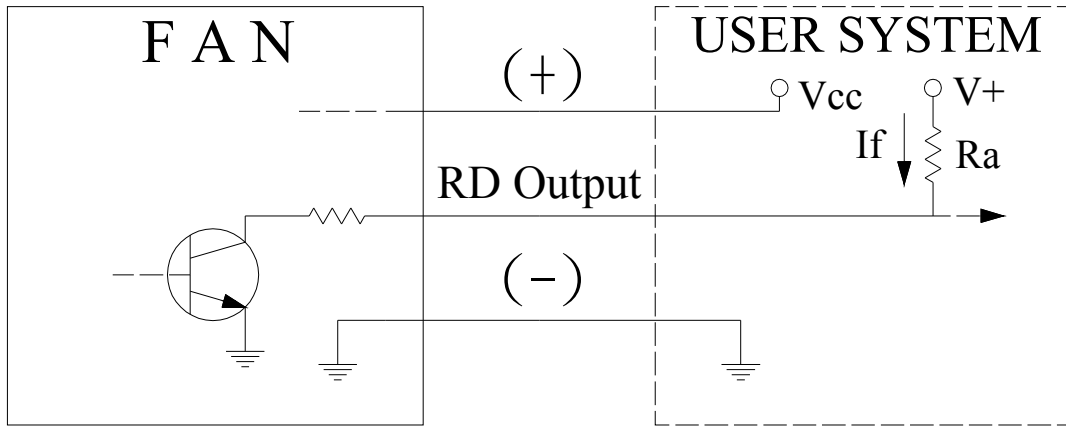 F A N
USER SYSTEM
(+)
Vcc
V+
If
Ra
RD Output
(-)